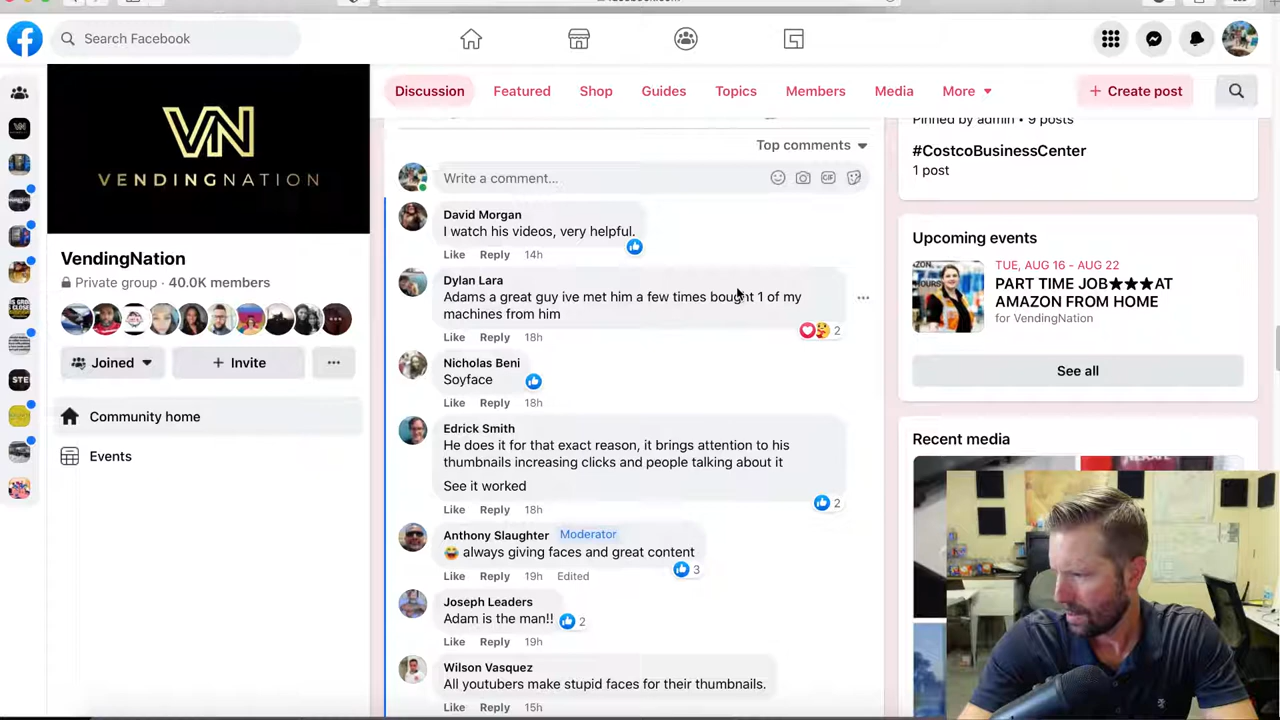 facebook.com
Search Facebook
VN
VENDINGNATION
VendingNation
Private group · 40.0K members
Joined
Invite
Community home
Events
Discussion
Featured
Shop
Guides
Topics
Members
Media
More
Create post
Top comments
Write a comment...
GIF
David Morgan
I watch his videos, very helpful.
Like Reply 14h
Dylan Lara
Adams a great guy ive met him a few times bought 1 of my
machines from him
2
Like Reply 18h
Nicholas Beni
Soyface
Like Reply 18h
Edrick Smith
He does it for that exact reason, it brings attention to his
thumbnails increasing clicks and people talking about it
See it worked
2
Like Reply 18h
Anthony Slaughter Moderator
😂 always giving faces and great content
3
Like Reply 19h Edited
Joseph Leaders
Adam is the man!!
2
Like Reply 19h
Wilson Vasquez
All youtubers make stupid faces for their thumbnails.
Like Reply 15h
Pinned by admin • 9 posts
#CostcoBusinessCenter
1 post
Upcoming events
TUE, AUG 16 - AUG 22
PART TIME JOB★★★AT
AMAZON FROM HOME
for VendingNation
See all
Recent media